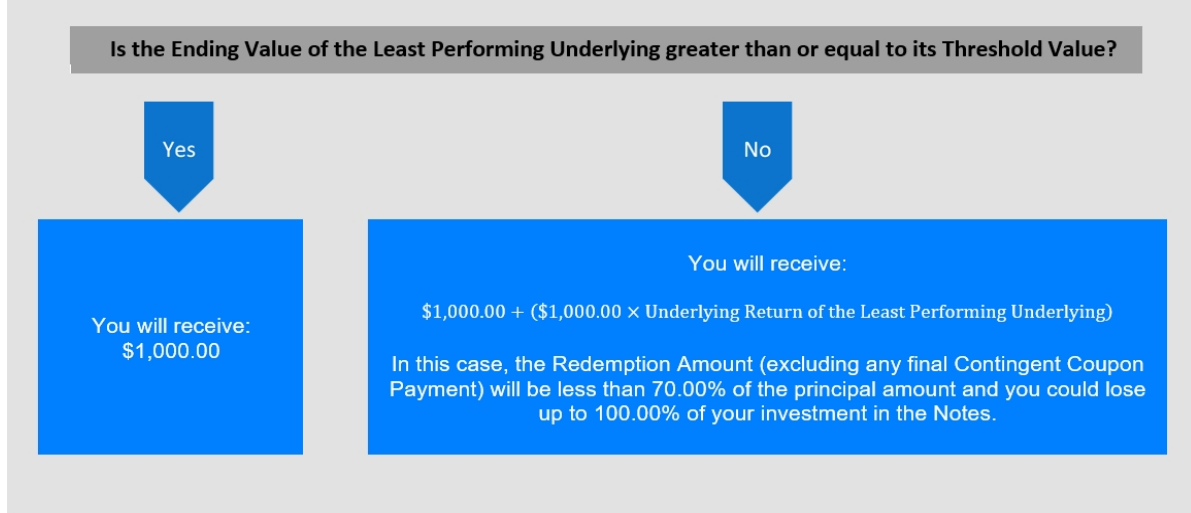 Is the Ending Value of the Least Performing Underlying greater than or equal to its Threshold Value?
Yes
No
You will receive:
$1,000.00
You will receive:
$1,000.00 + ($1,000.00 × Underlying Return of the Least Performing Underlying)
In this case, the Redemption Amount (excluding any final Contingent Coupon
Payment) will be less than 70.00% of the principal amount and you could lose
up to 100.00% of your investment in the Notes.